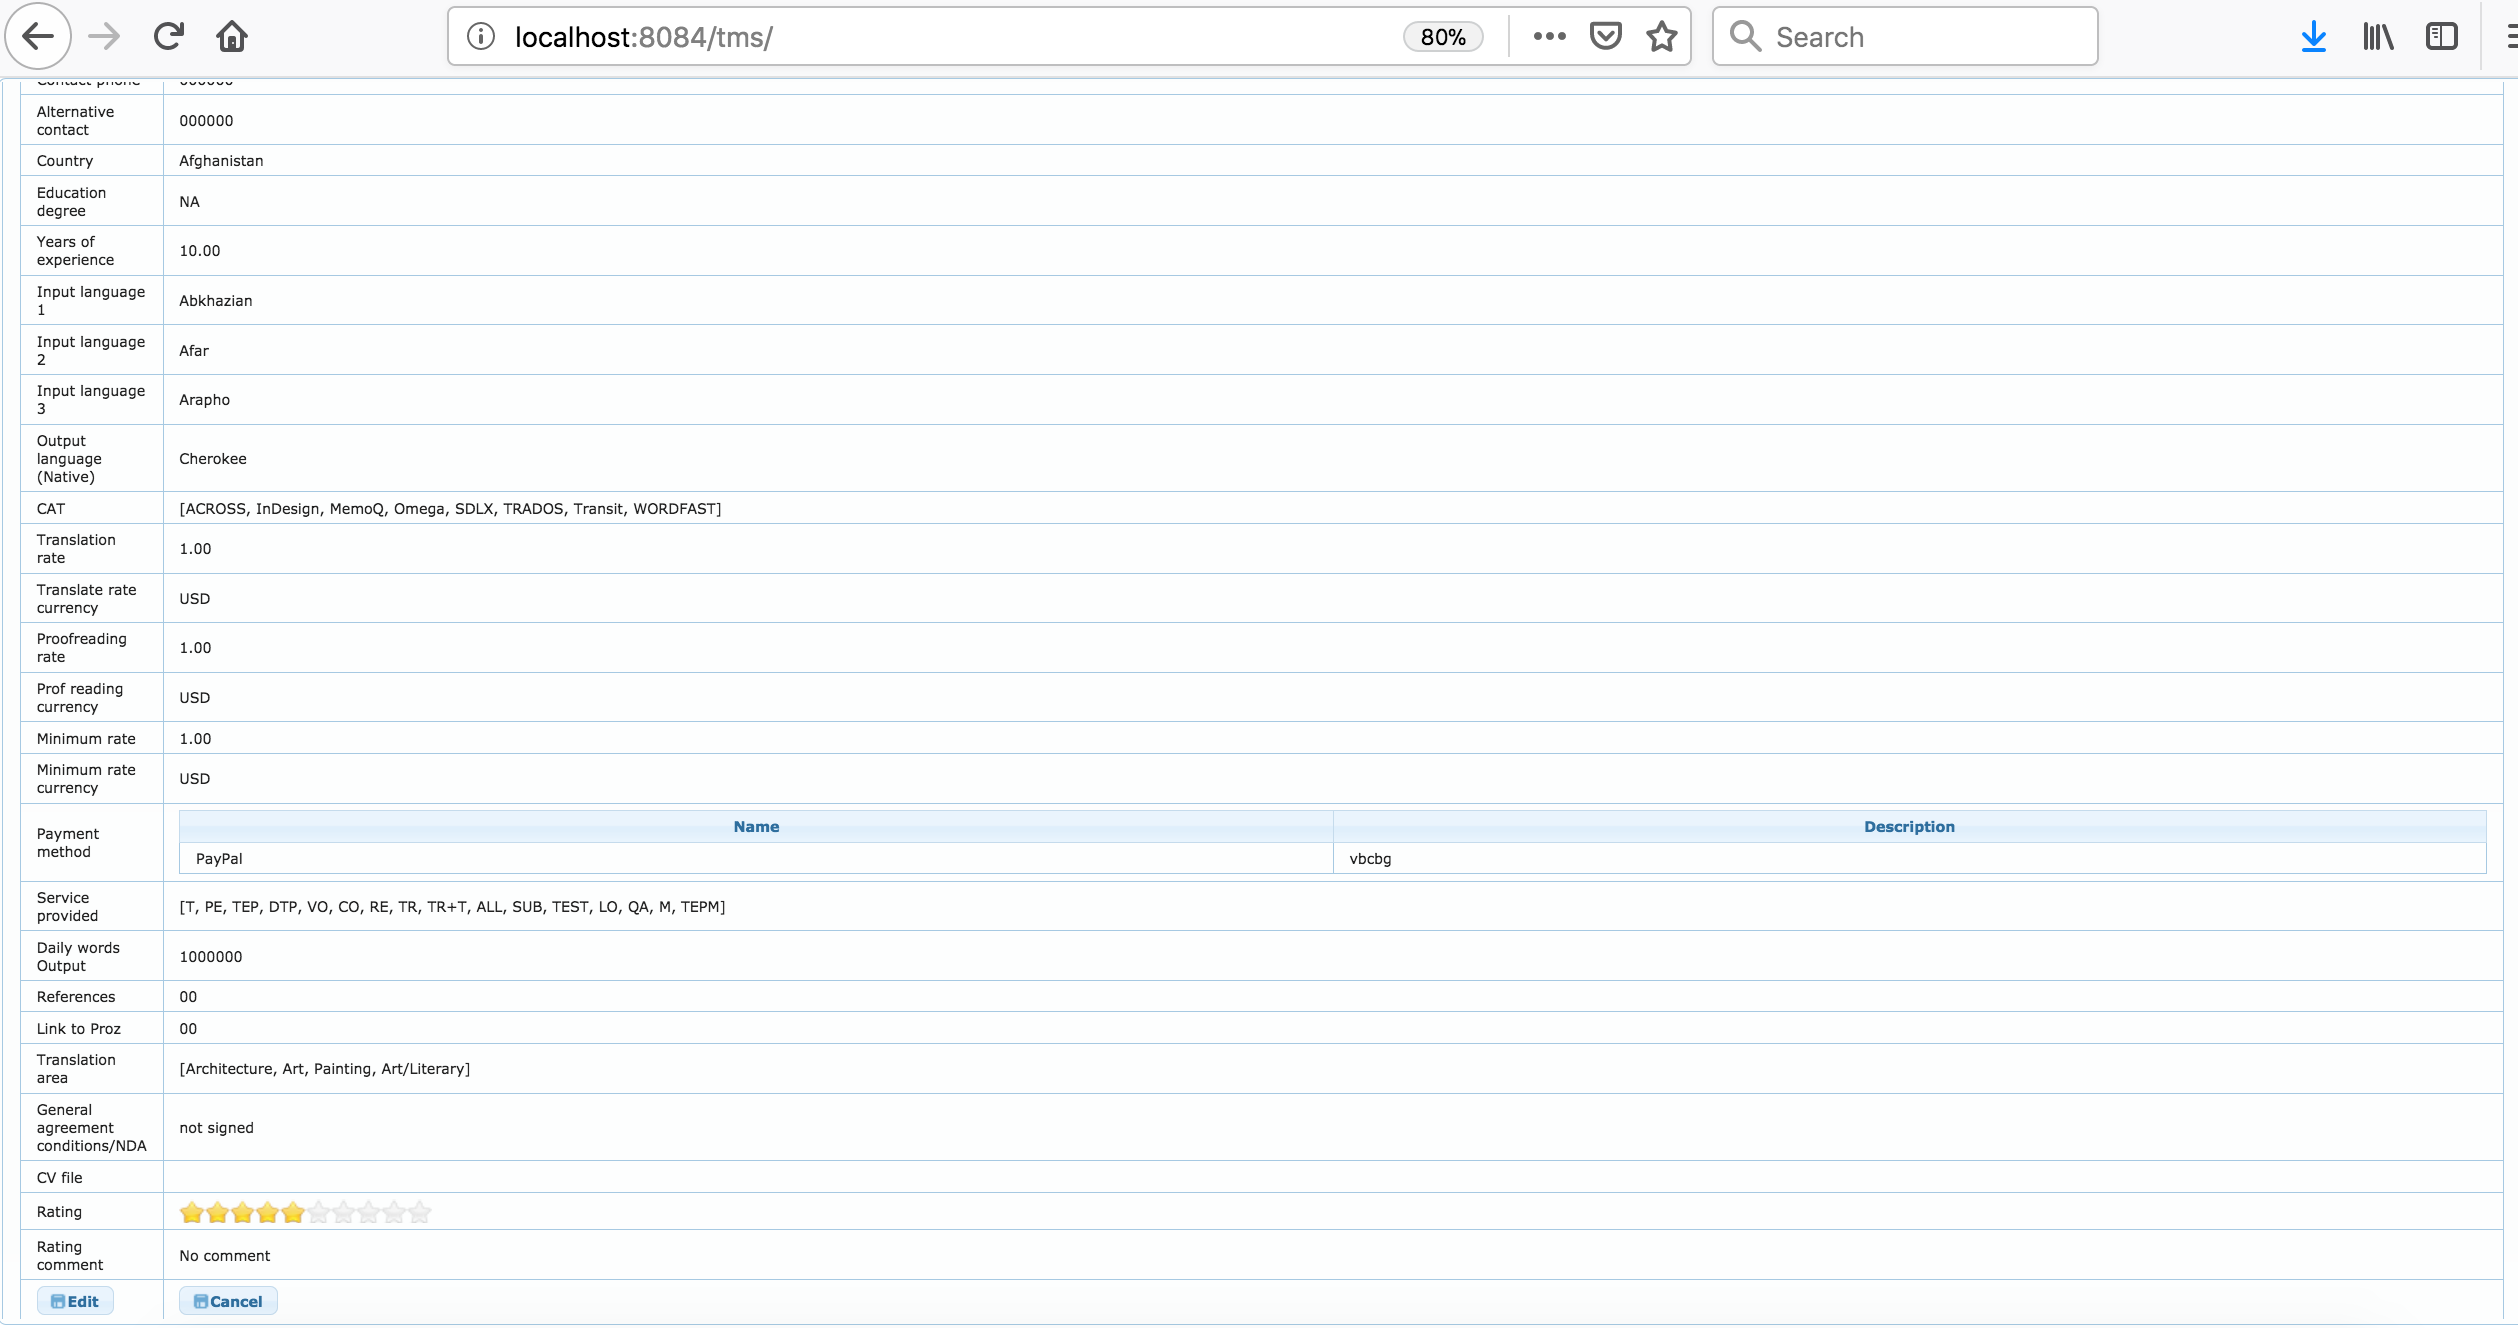 localhost:8084/tms/
80%
Search
Contact phone 000000
Alternative
contact
000000
Country Afghanistan
Education
degree
NA
Years of
experience
10.00
Input language
1
Abkhazian
Input language
2
Afar
Input language
3
Arapho
Output
language
(Native)
Cherokee
CAT [ACROSS, InDesign, MemoQ, Omega, SDLX, TRADOS, Transit, WORDFAST]
Translation
rate
1.00
Translate rate
currency
USD
Proofreading
rate
1.00
Prof reading
currency
USD
Minimum rate 1.00
Minimum rate
currency
USD
Payment
method
Name Description
PayPal vbcbg
Service
provided
[T, PE, TEP, DTP, VO, CO, RE, TR, TR+T, ALL, SUB, TEST, LO, QA, M, TEPM]
Daily words
Output
1000000
References 00
Link to Proz 00
Translation
area
[Architecture, Art, Painting, Art/Literary]
General
agreement
conditions/NDA
not signed
CV file
Rating
Rating
comment
No comment
Edit Cancel